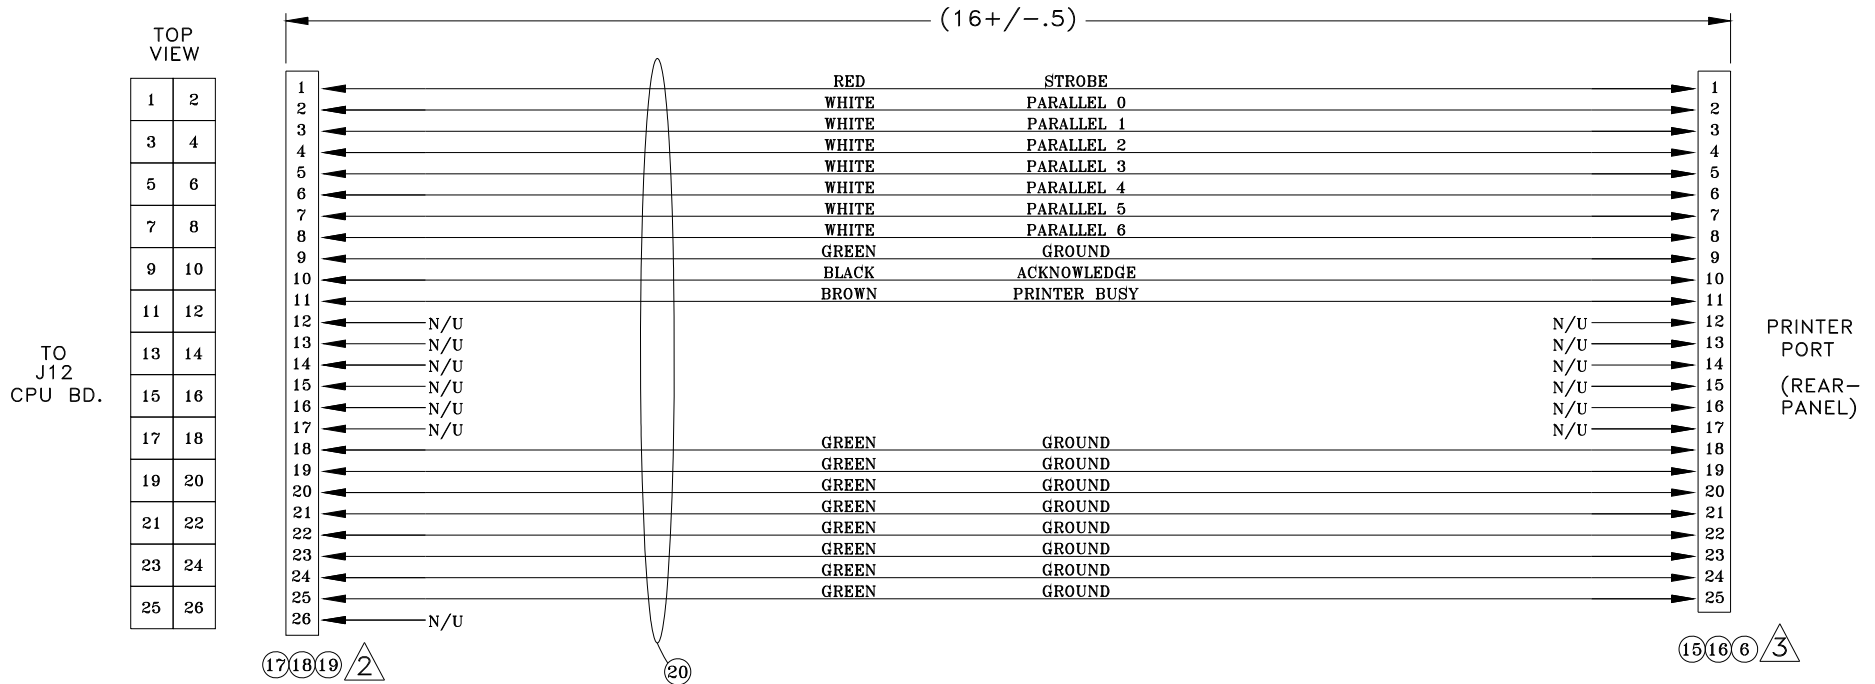 (16+/-.5)
TOP
VIEW
1 2
3 4
5 6
7 8
9 10
11 12
13 14
15 16
17 18
19 20
21 22
23 24
25 26
TO
J12
CPU BD.
1 RED STROBE 1
2 WHITE PARALLEL 0 2
3 WHITE PARALLEL 1 3
4 WHITE PARALLEL 2 4
5 WHITE PARALLEL 3 5
6 WHITE PARALLEL 4 6
7 WHITE PARALLEL 5 7
8 WHITE PARALLEL 6 8
9 GREEN GROUND 9
10 BLACK ACKNOWLEDGE 10
11 BROWN PRINTER BUSY 11
12 N/U N/U 12
13 N/U N/U 13
14 N/U N/U 14
15 N/U N/U 15
16 N/U N/U 16
17 N/U N/U 17
18 GREEN GROUND 18
19 GREEN GROUND 19
20 GREEN GROUND 20
21 GREEN GROUND 21
22 GREEN GROUND 22
23 GREEN GROUND 23
24 GREEN GROUND 24
25 GREEN GROUND 25
26 N/U
PRINTER
PORT
(REAR-
PANEL)
17 18 19 2
20
15 16 6 3